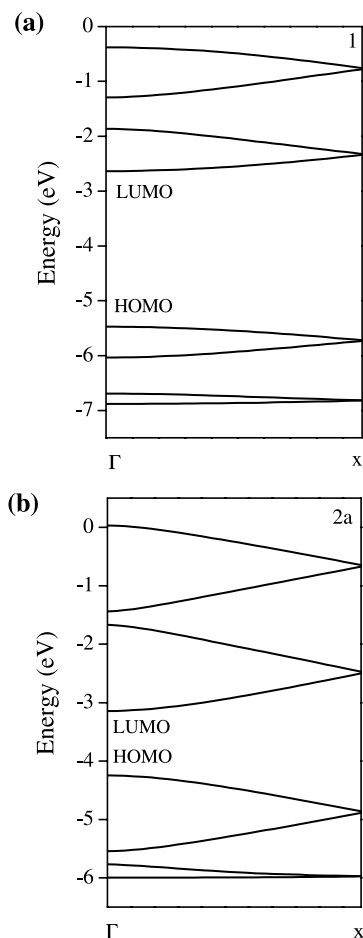 (a)
1
0
-1
-2
-3
-4
-5
-6
-7
Energy (eV)
LUMO
HOMO
Γ x
(b)
2a
0
-1
-2
-3
-4
-5
-6
Energy (eV)
LUMO
HOMO
Γ x